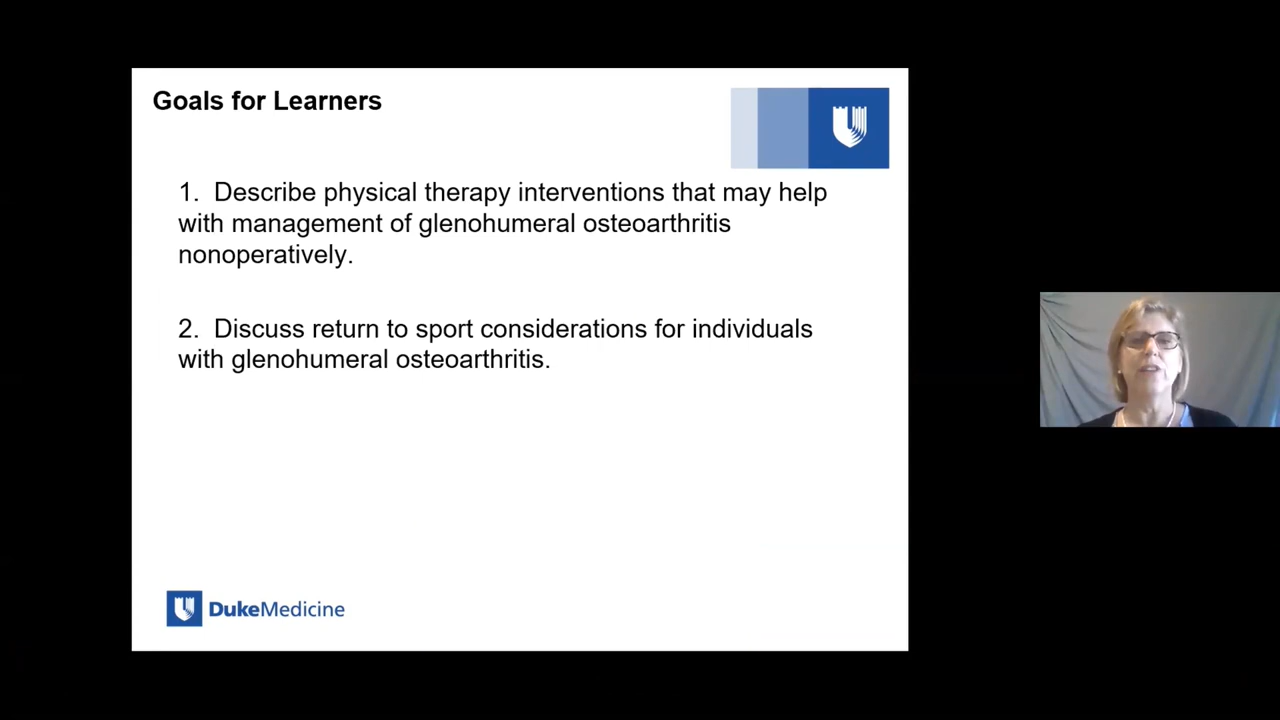 Goals for Learners
1. Describe physical therapy interventions that may help
with management of glenohumeral osteoarthritis
nonoperatively.
2. Discuss return to sport considerations for individuals
with glenohumeral osteoarthritis.
DukeMedicine